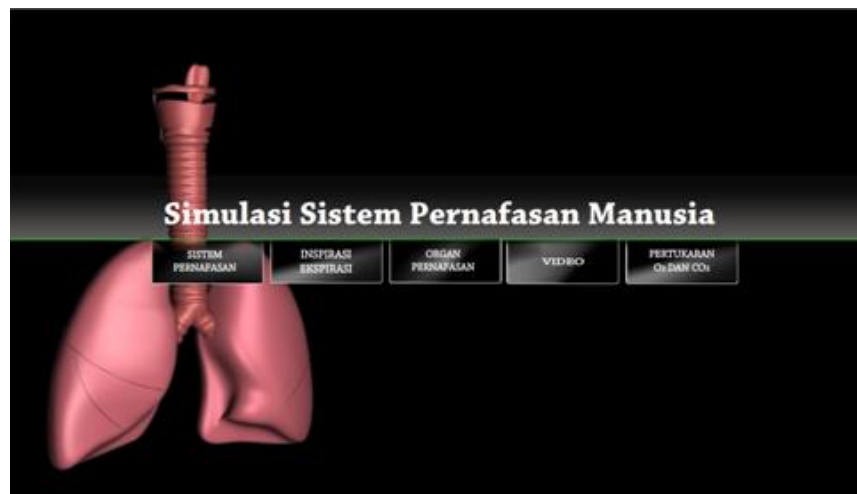 Simulasi Sistem Pernafasan Manusia
SISTEM
PERNAFASAN
INSPIRASI
EKSPIRASI
ORGAN
PERNAFASAN
VIDEO
PERTUKARAN
O₂ DAN CO₂